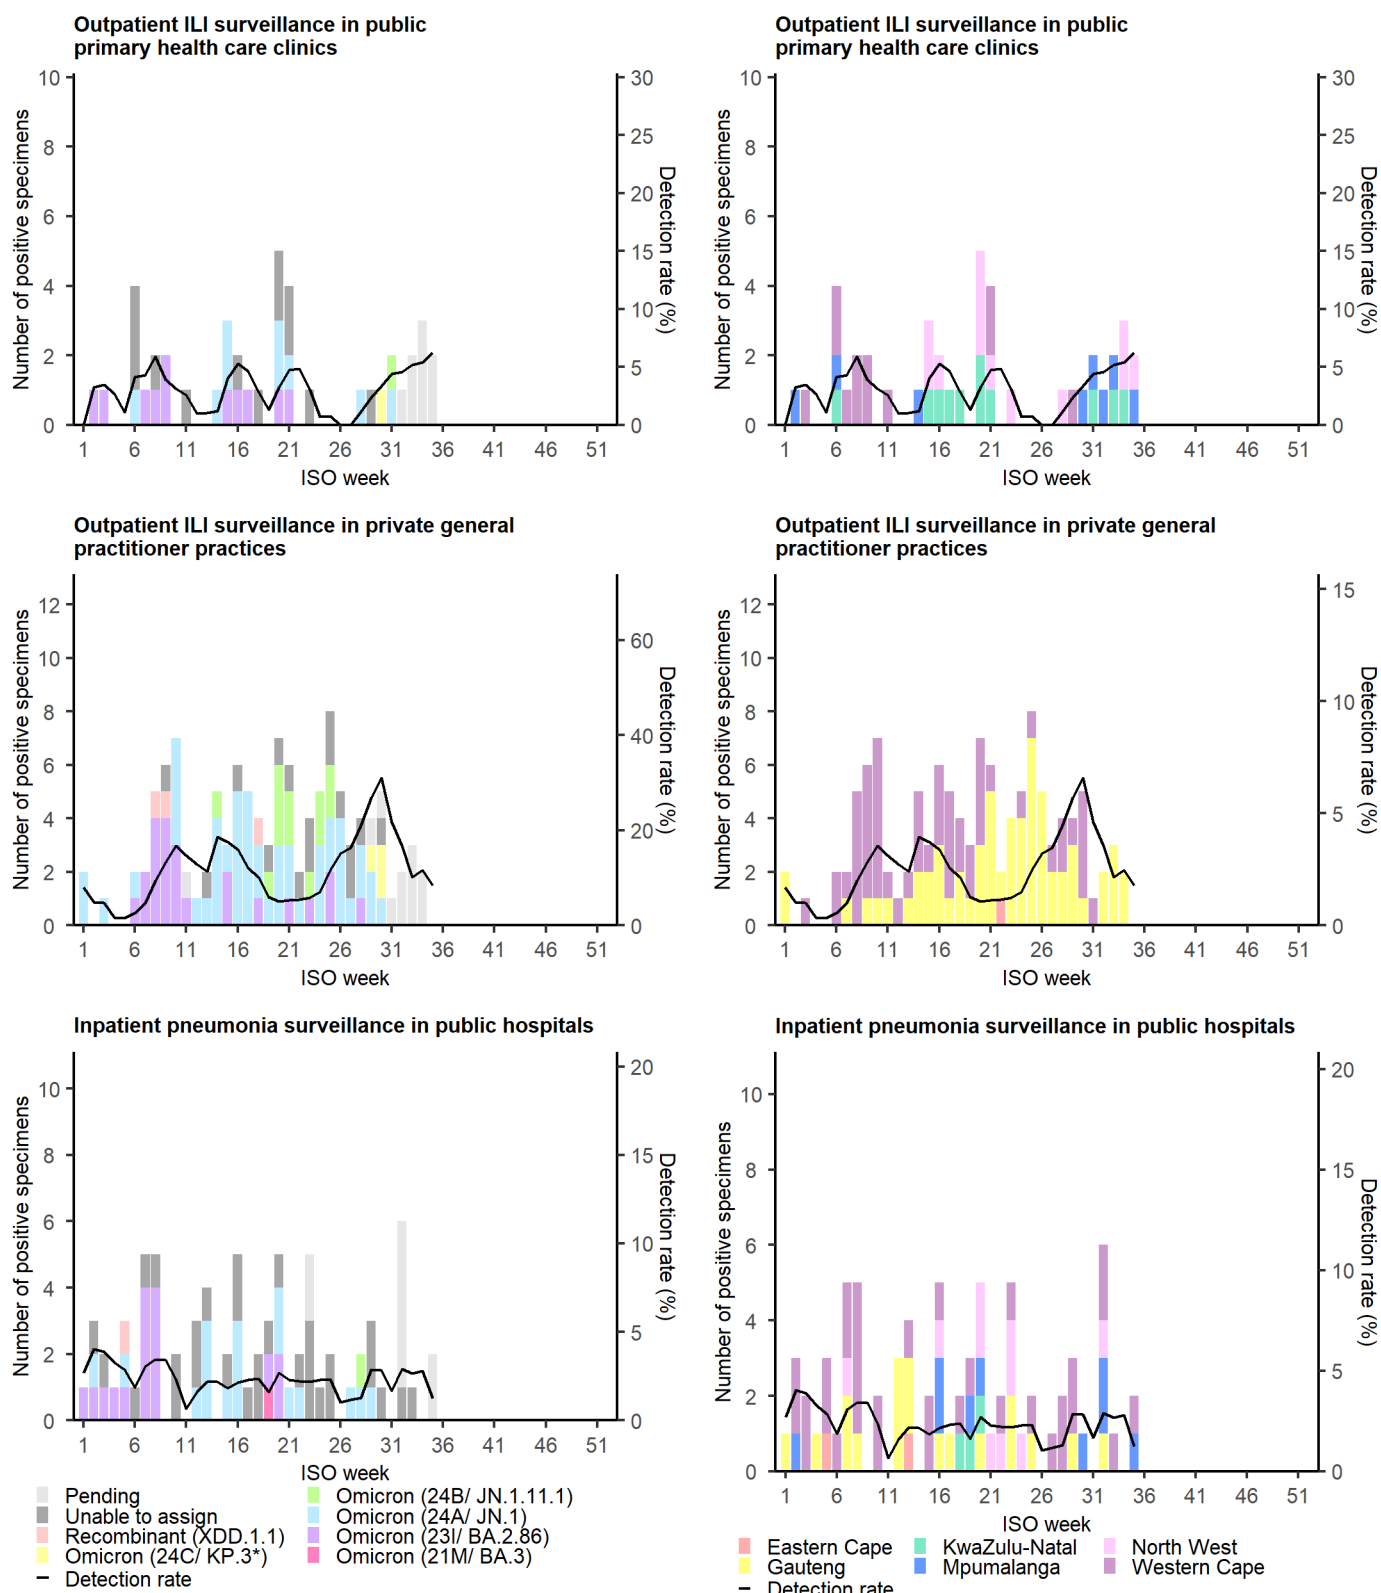 Outpatient ILI surveillance in public
primary health care clinics
10
8
6
4
2
0
Number of positive specimens
30
25
20
15
10
5
0
Detection rate (%)
1 6 11 16 21 26 31 36 41 46 51
ISO week
Outpatient ILI surveillance in public
primary health care clinics
10
8
6
4
2
0
Number of positive specimens
30
25
20
15
10
5
0
Detection rate (%)
1 6 11 16 21 26 31 36 41 46 51
ISO week
Outpatient ILI surveillance in private general
practitioner practices
12
10
8
6
4
2
0
Number of positive specimens
60
40
20
0
Detection rate (%)
1 6 11 16 21 26 31 36 41 46 51
ISO week
Outpatient ILI surveillance in private general
practitioner practices
12
10
8
6
4
2
0
Number of positive specimens
15
10
5
0
Detection rate (%)
1 6 11 16 21 26 31 36 41 46 51
ISO week
Inpatient pneumonia surveillance in public hospitals
10
8
6
4
2
0
Number of positive specimens
20
15
10
5
0
Detection rate (%)
1 6 11 16 21 26 31 36 41 46 51
ISO week
Pending
Unable to assign
Recombinant (XDD.1.1)
Omicron (24C/ KP.3*)
Omicron (24B/ JN.1.11.1)
Omicron (24A/ JN.1)
Omicron (23I/ BA.2.86)
Omicron (21M/ BA.3)
Detection rate
Inpatient pneumonia surveillance in public hospitals
10
8
6
4
2
0
Number of positive specimens
20
15
10
5
0
Detection rate (%)
1 6 11 16 21 26 31 36 41 46 51
ISO week
Eastern Cape
Gauteng
KwaZulu-Natal
Mpumalanga
North West
Western Cape
Detection rate